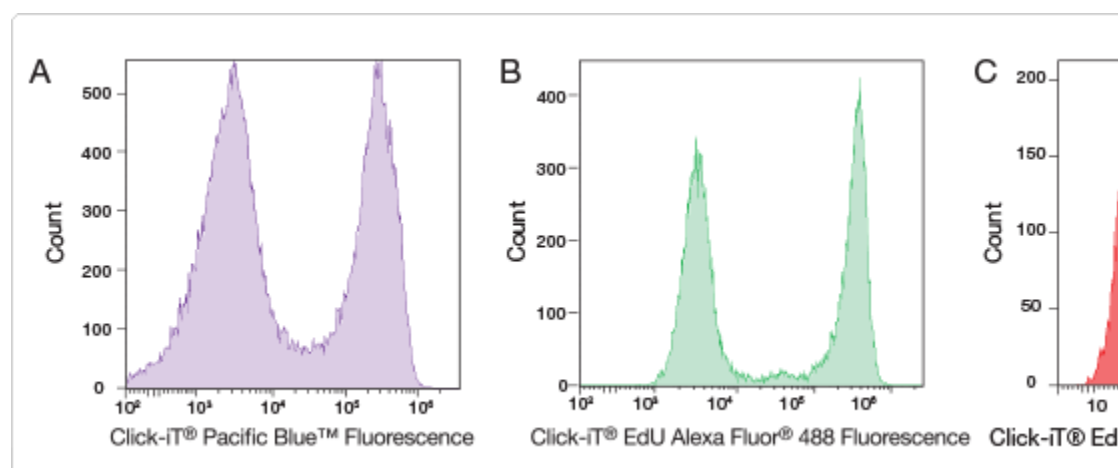 A
500
400
300
200
100
0
Count
10² 10³ 10⁴ 10⁵ 10⁶
Click-iT® Pacific Blue™ Fluorescence
B
400
300
200
100
0
Count
10² 10³ 10⁴ 10⁵ 10⁶
Click-iT® EdU Alexa Fluor® 488 Fluorescence
C
200
150
100
50
0
Count
10
Click-iT® Ed